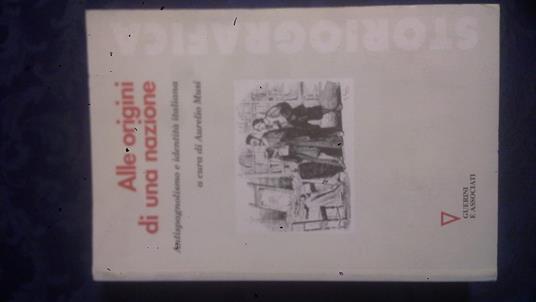 STORIOGRAFICA
Alle origini
di una nazione
Antispagnolismo e identità italiana
a cura di Aurelio Musi
GUERINI
E ASSOCIATI